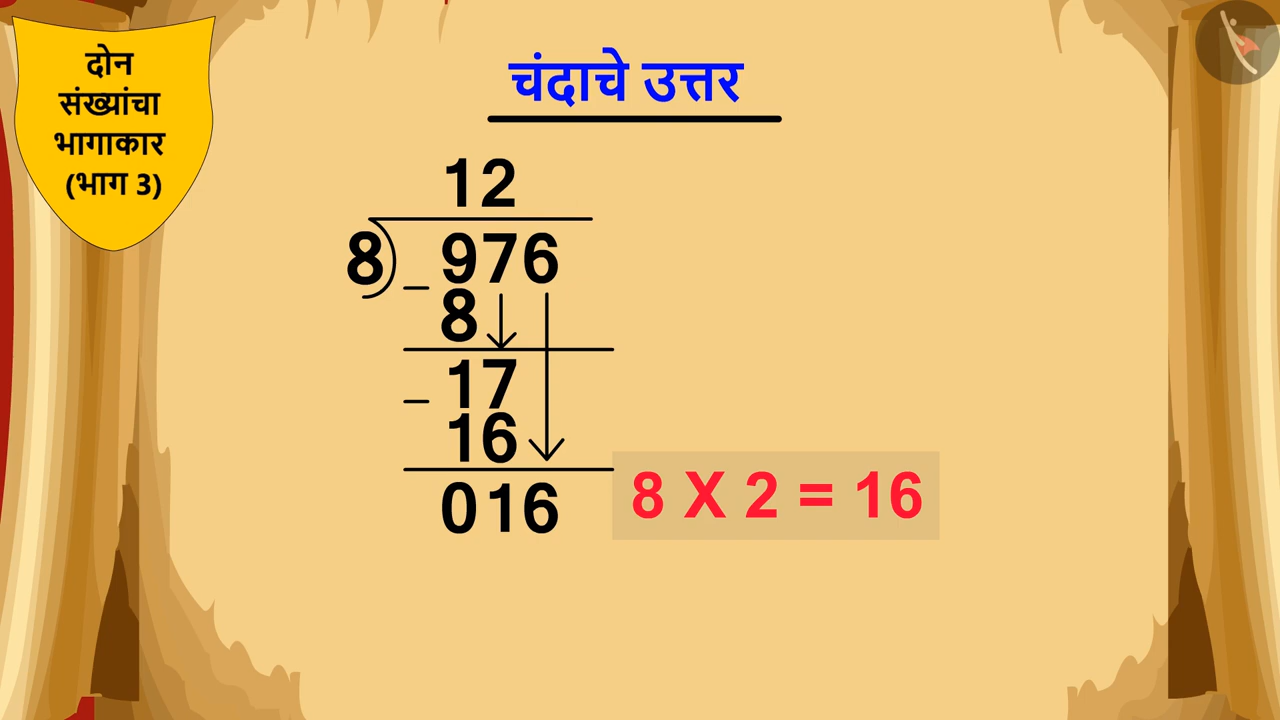 दोन
संख्यांचा
भागाकार
(भाग 3)
चंदाचे उत्तर
12
8) 976
– 8
17
– 16
016
8 X 2 = 16